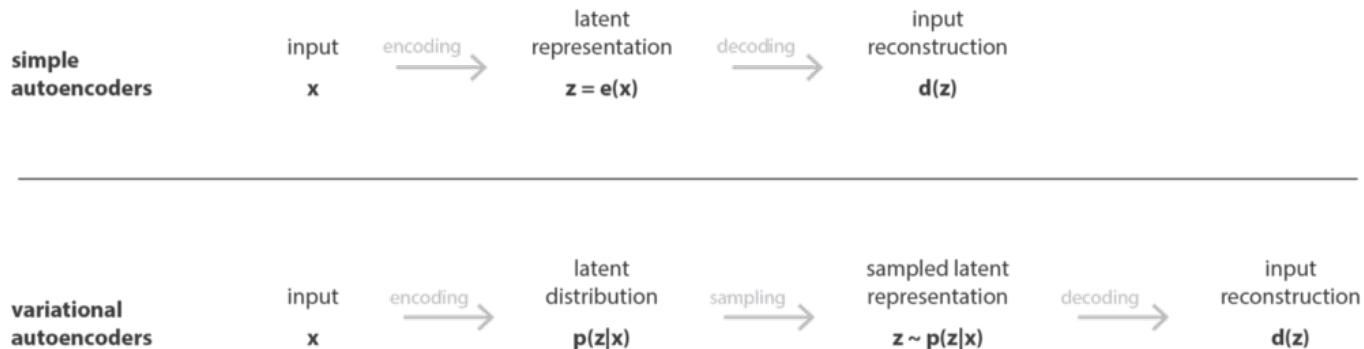 simple
autoencoders
input
x
encoding
latent
representation
z = e(x)
decoding
input
reconstruction
d(z)
variational
autoencoders
input
x
encoding
latent
distribution
p(z|x)
sampling
sampled latent
representation
z ~ p(z|x)
decoding
input
reconstruction
d(z)